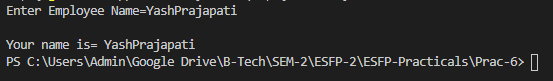 Enter Employee Name=YashPrajapati
Your name is= YashPrajapati
PS C:\Users\Admin\Google Drive\B-Tech\SEM-2\ESFP-2\ESFP-Practicals\Prac-6>